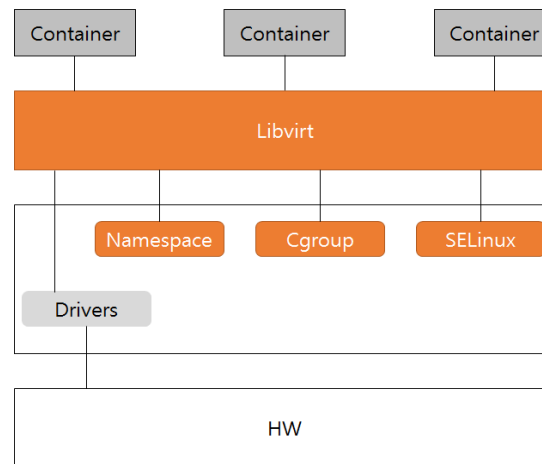 Container
Container
Container
Libvirt
Namespace
Cgroup
SELinux
Drivers
HW